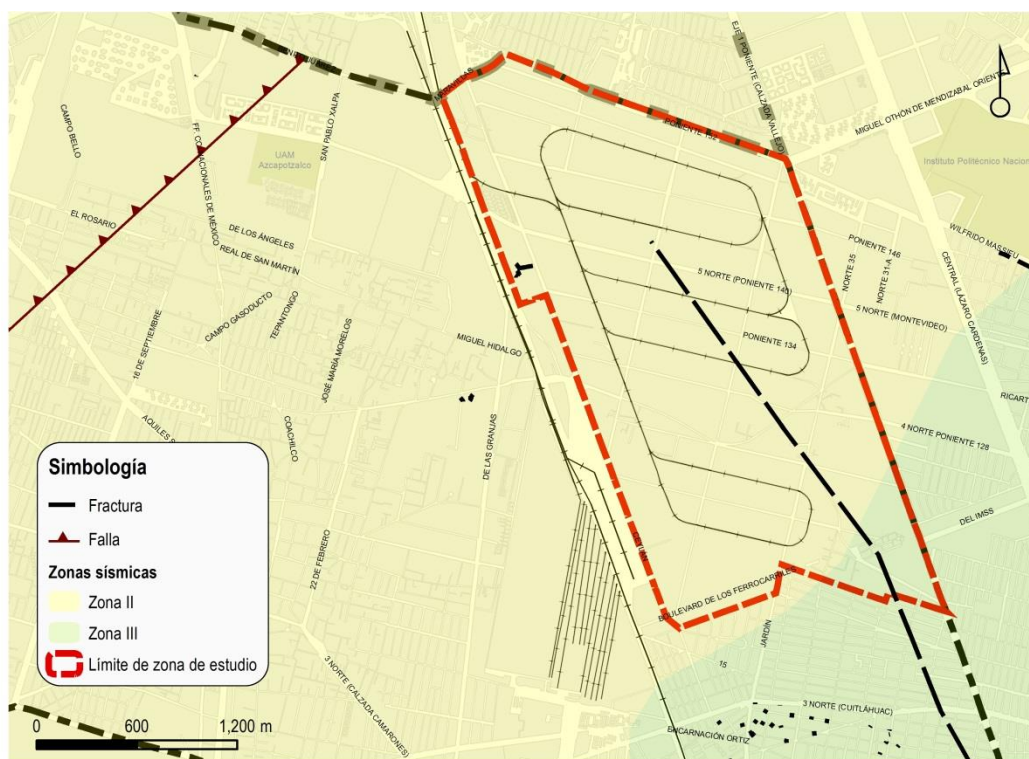 EJE 1 PONIENTE (CALZADA VALLEJO)
MIGUEL OTHÓN DE MENDIZABAL ORIENTE
CAMPO BELLO
FF. CC. NACIONALES DE MÉXICO
SAN PABLO XALPA
PONIENTE 152
UAM
Azcapotzalco
Instituto Politécnico Nacional
EL ROSARIO
DE LOS ÁNGELES
REAL DE SAN MARTÍN
WILFRIDO MASSIEU
PONIENTE 146
NORTE 35
NORTE 31-A
CENTRAL (LÁZARO CARDENAS)
5 NORTE (PONIENTE 140)
5 NORTE (MONTEVIDEO)
CAMPO GASODUCTO
TEPANTONGO
16 DE SEPTIEMBRE
JOSÉ MARÍA MORELOS
MIGUEL HIDALGO
PONIENTE 134
RICART
AQUILES S
COACHILCO
DE LAS GRANJAS
4 NORTE PONIENTE 128
DEL IMSS
Simbología
Fractura
Falla
Zonas sísmicas
Zona II
Zona III
Límite de zona de estudio
22 DE FEBRERO
CEYLÁN
BOULEVARD DE LOS FERROCARRILES
JARDÍN
15
3 NORTE (CALZADA CAMARONES)
3 NORTE (CUITLÁHUAC)
ENCARNACIÓN ORTIZ
0 600 1,200 m